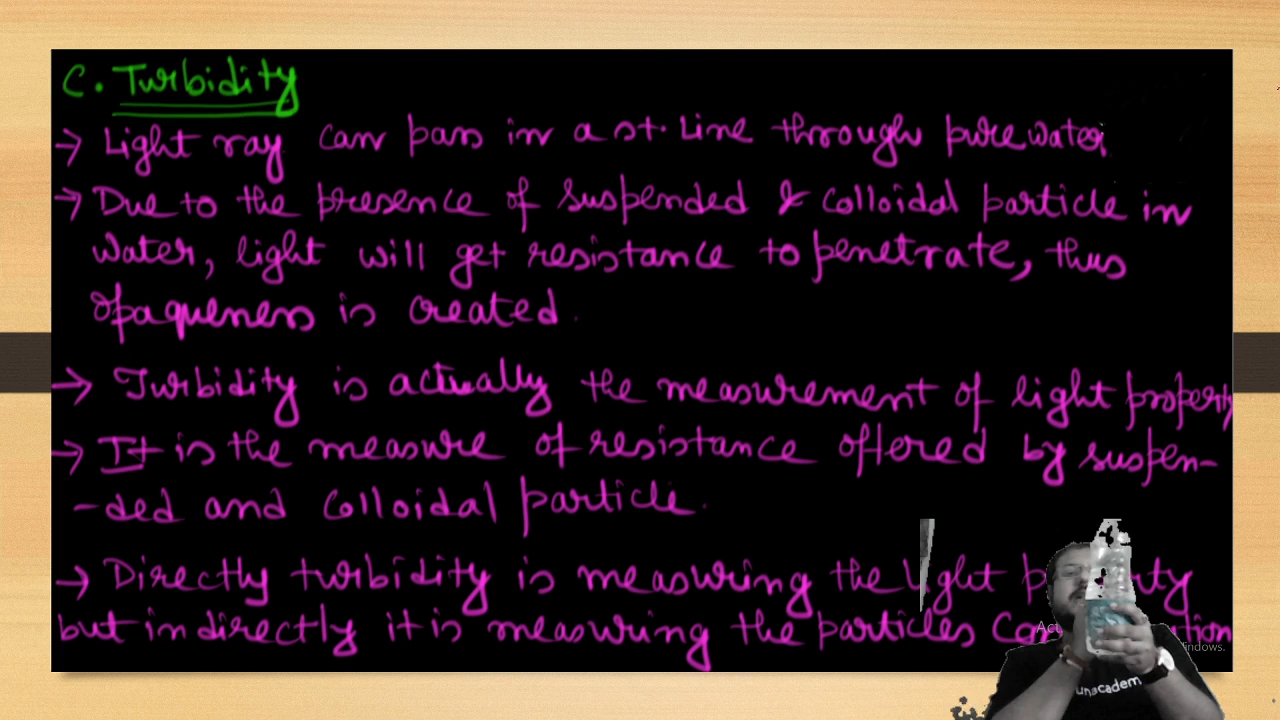 C. Turbidity
→ Light ray can pass in a st. line through pure water
→ Due to the presence of suspended & colloidal particle in
water, light will get resistance to penetrate, thus
opaqueness is created.
→ Turbidity is actually the measurement of light property
→ It is the measure of resistance offered by suspen-
-ded and colloidal particle.
→ Directly turbidity is measuring the light
but indirectly it is measuring the particles
unacadem